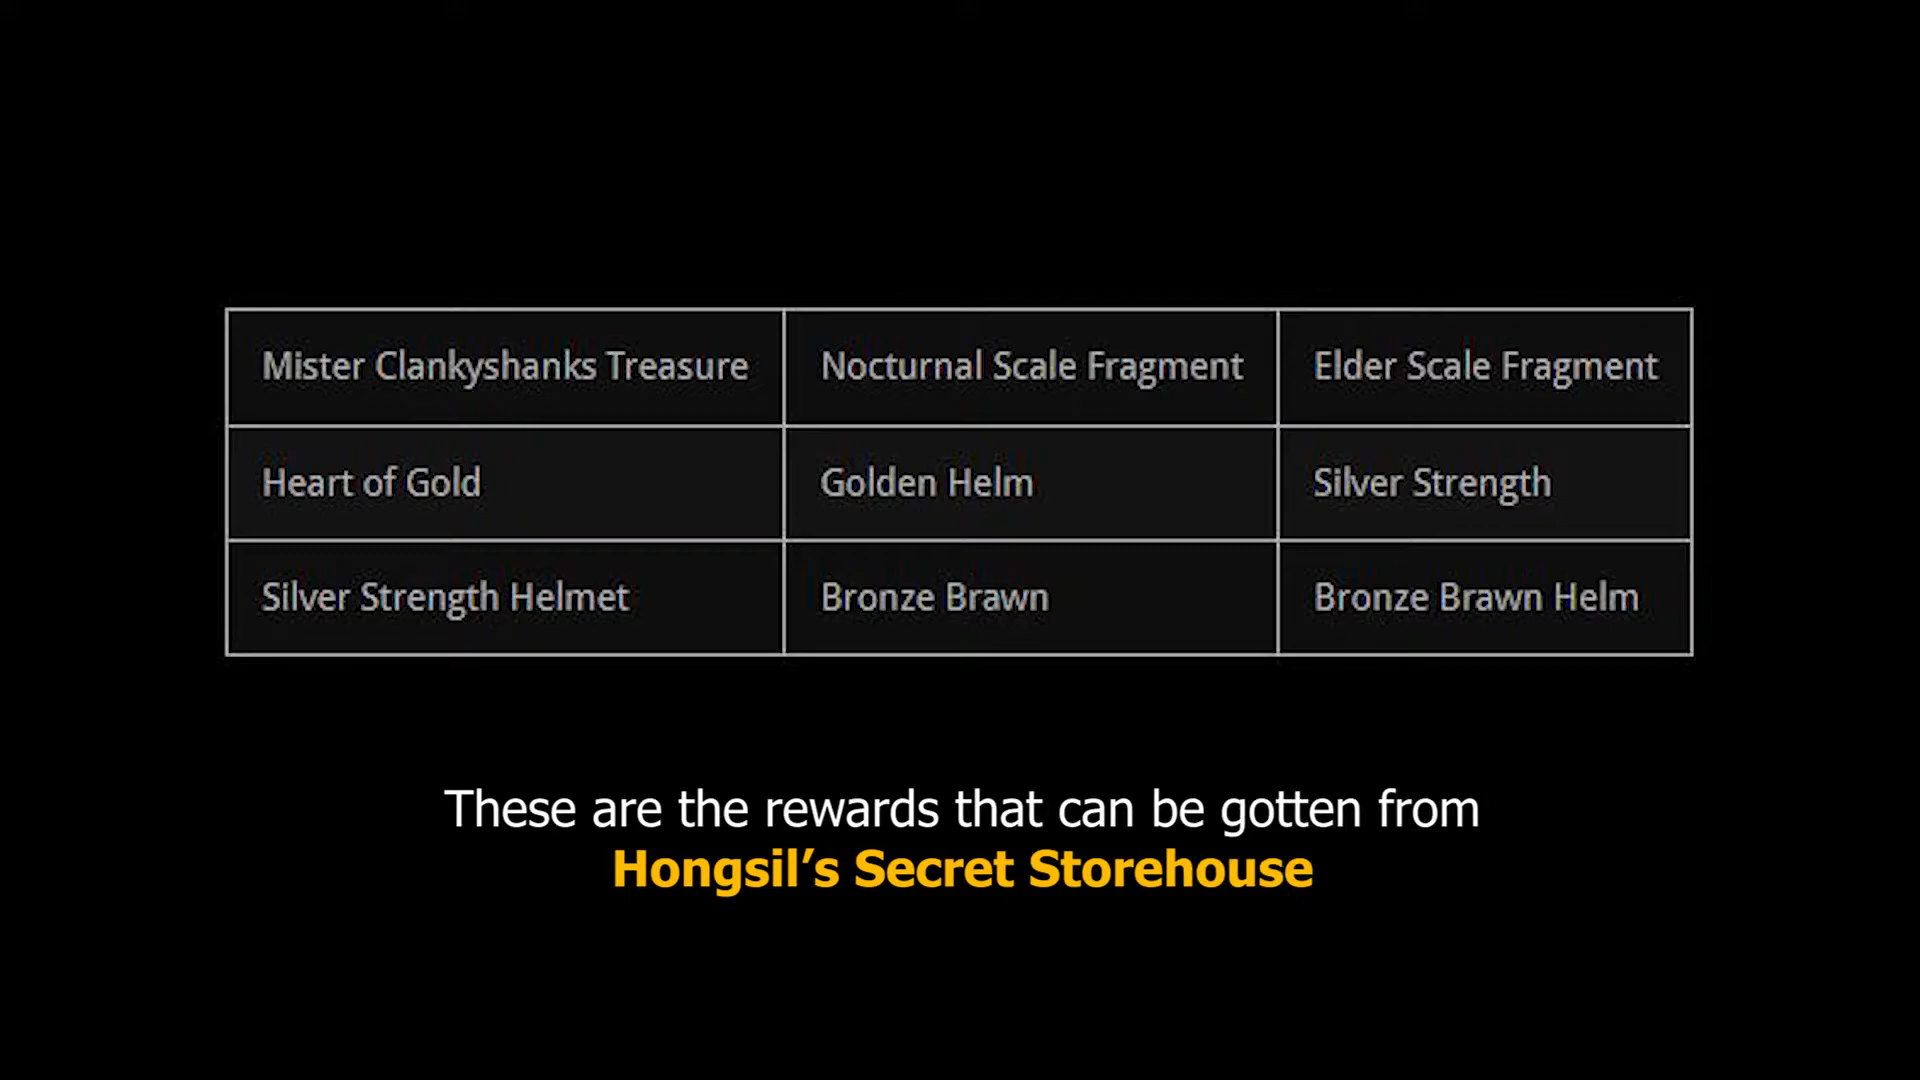 Mister Clankyshanks Treasure Nocturnal Scale Fragment Elder Scale Fragment
Heart of Gold Golden Helm Silver Strength
Silver Strength Helmet Bronze Brawn Bronze Brawn Helm
These are the rewards that can be gotten from
Hongsil’s Secret Storehouse